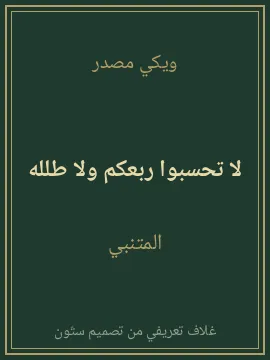 ويكي مصدر
لا تحسبوا ربعكم ولا طلله
المتنبي
غلاف تعريفي من تصميم سثون